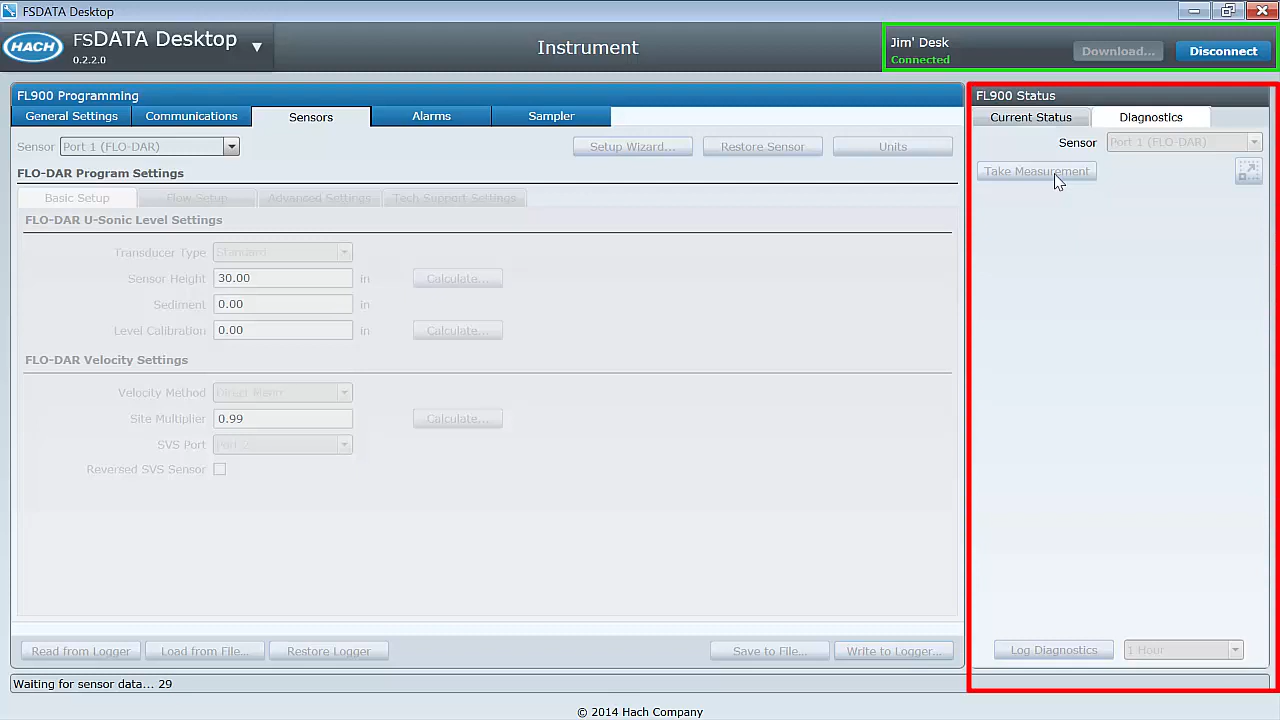 FSDATA Desktop
HACH
FSDATA Desktop
0.2.2.0
Instrument
Jim' Desk
Connected
Download...
Disconnect
FL900 Programming
General Settings
Communications
Sensors
Alarms
Sampler
Sensor
Port 1 (FLO-DAR)
Setup Wizard...
Restore Sensor
Units
FLO-DAR Program Settings
Basic Setup
Flow Setup
Advanced Settings
Tech Support Settings
FLO-DAR U-Sonic Level Settings
Transducer Type
Standard
Sensor Height
30.00
in
Calculate...
Sediment
0.00
in
Level Calibration
0.00
in
Calculate...
FLO-DAR Velocity Settings
Velocity Method
Direct Mean
Site Multiplier
0.99
Calculate...
SVS Port
Port 2
Reversed SVS Sensor
Read from Logger
Load from File...
Restore Logger
Save to File...
Write to Logger...
FL900 Status
Current Status
Diagnostics
Sensor
Port 1 (FLO-DAR)
Take Measurement
Log Diagnostics
1 Hour
Waiting for sensor data... 29
© 2014 Hach Company